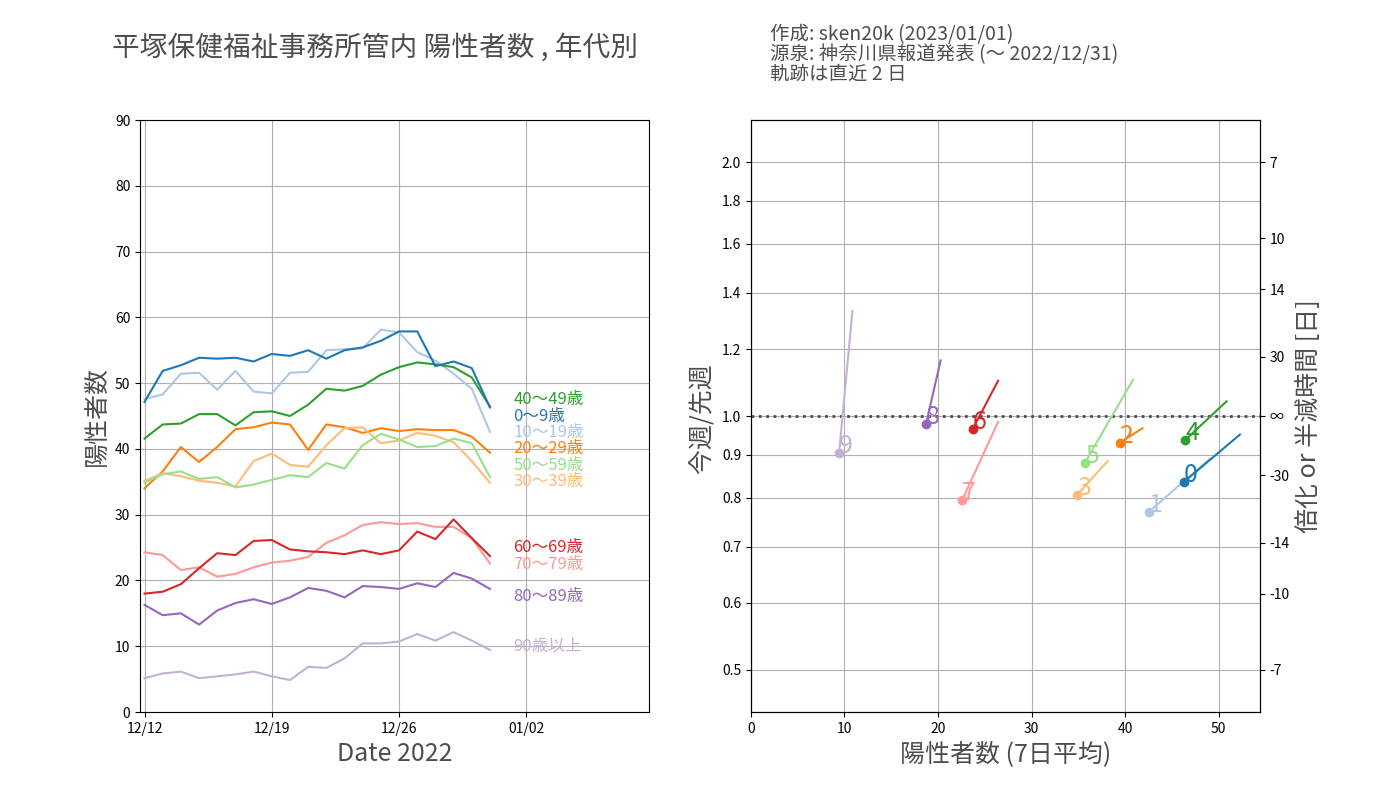 平塚保健福祉事務所管内 陽性者数 , 年代別
作成: sken20k (2023/01/01)
源泉: 神奈川県報道発表 (〜 2022/12/31)
軌跡は直近 2 日
陽性者数
90
80
70
60
50
40
30
20
10
0
12/12
12/19
12/26
01/02
Date 2022
40〜49歳
0〜9歳
10〜19歳
20〜29歳
50〜59歳
30〜39歳
60〜69歳
70〜79歳
80〜89歳
90歳以上
今週/先週
2.0
1.8
1.6
1.4
1.2
1.0
0.9
0.8
0.7
0.6
0.5
9
8
6
7
5
3
2
1
4
0
0
10
20
30
40
50
陽性者数 (7日平均)
7
10
14
30
∞
-30
-14
-10
-7
倍化 or 半減時間 [日]